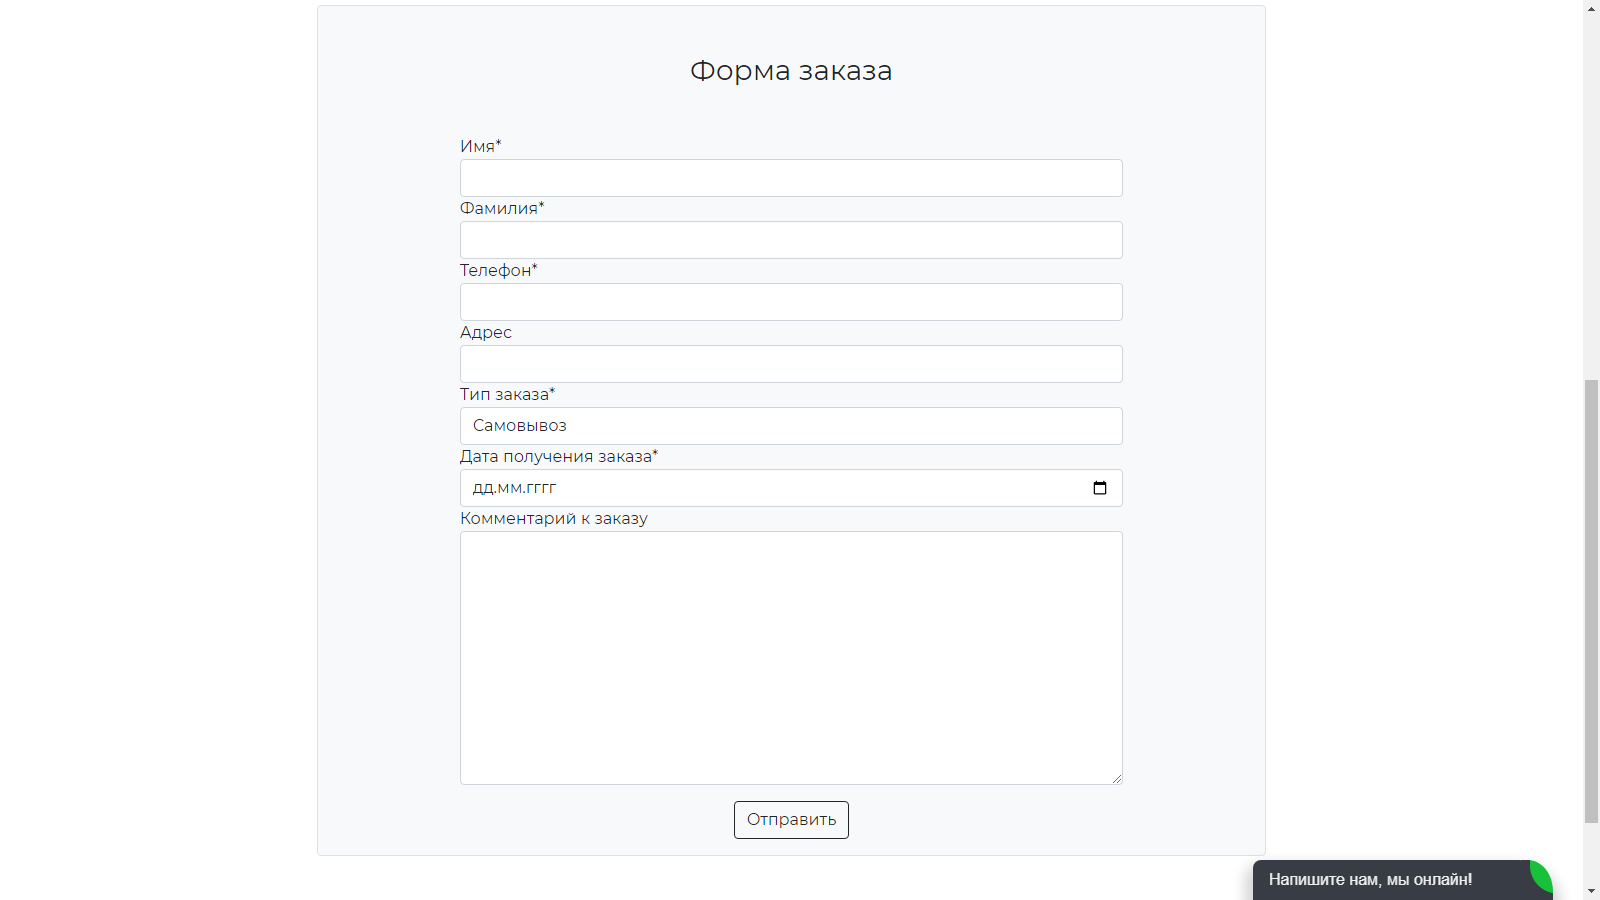 Форма заказа
Имя*
Фамилия*
Телефон*
Адрес
Тип заказа*
Самовывоз
Дата получения заказа*
дд.мм.гггг
Комментарий к заказу
Отправить
Напишите нам, мы онлайн!